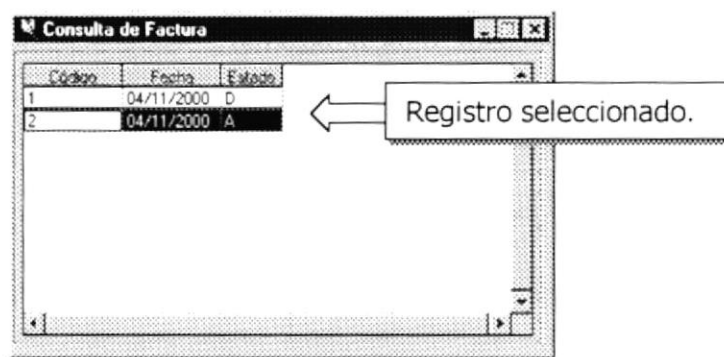 Consulta de Factura
Código Fecha Estado
1 04/11/2000 D
2 04/11/2000 A
Registro seleccionado.